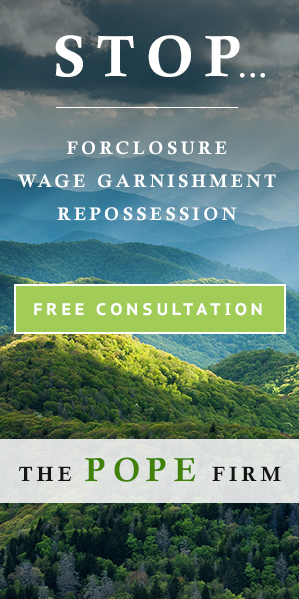 STOP...
FORCLOSURE
WAGE GARNISHMENT
REPOSSESSION
FREE CONSULTATION
THE POPE FIRM